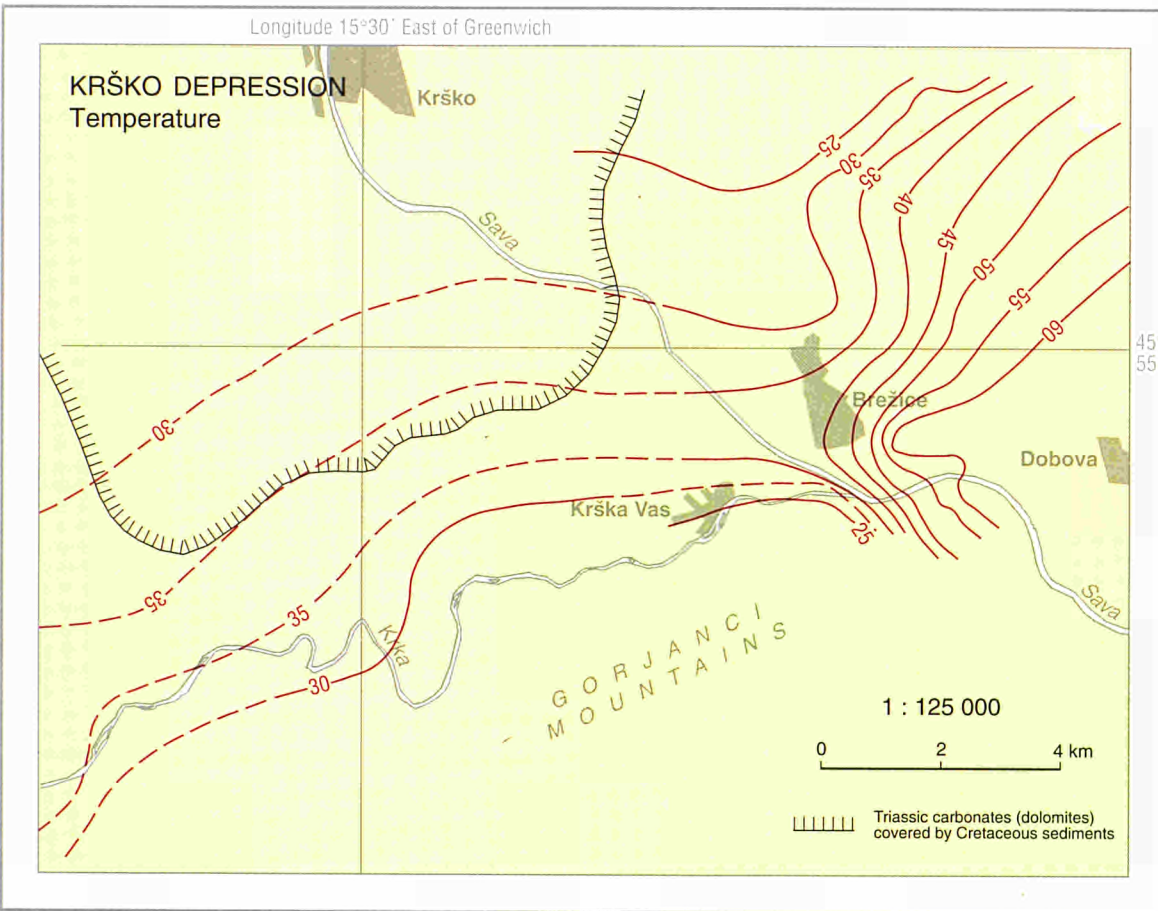 Longitude 15°30´ East of Greenwich
KRŠKO DEPRESSION
Temperature
Krško
Sava
25
30
35
40
45
50
55
60
45
55
30
Brežice
Dobova
Krška Vas
25
35
35
30
Krka
Sava
GORJANCI
MOUNTAINS
1 : 125 000
0 2 4 km
Triassic carbonates (dolomites)
covered by Cretaceous sediments